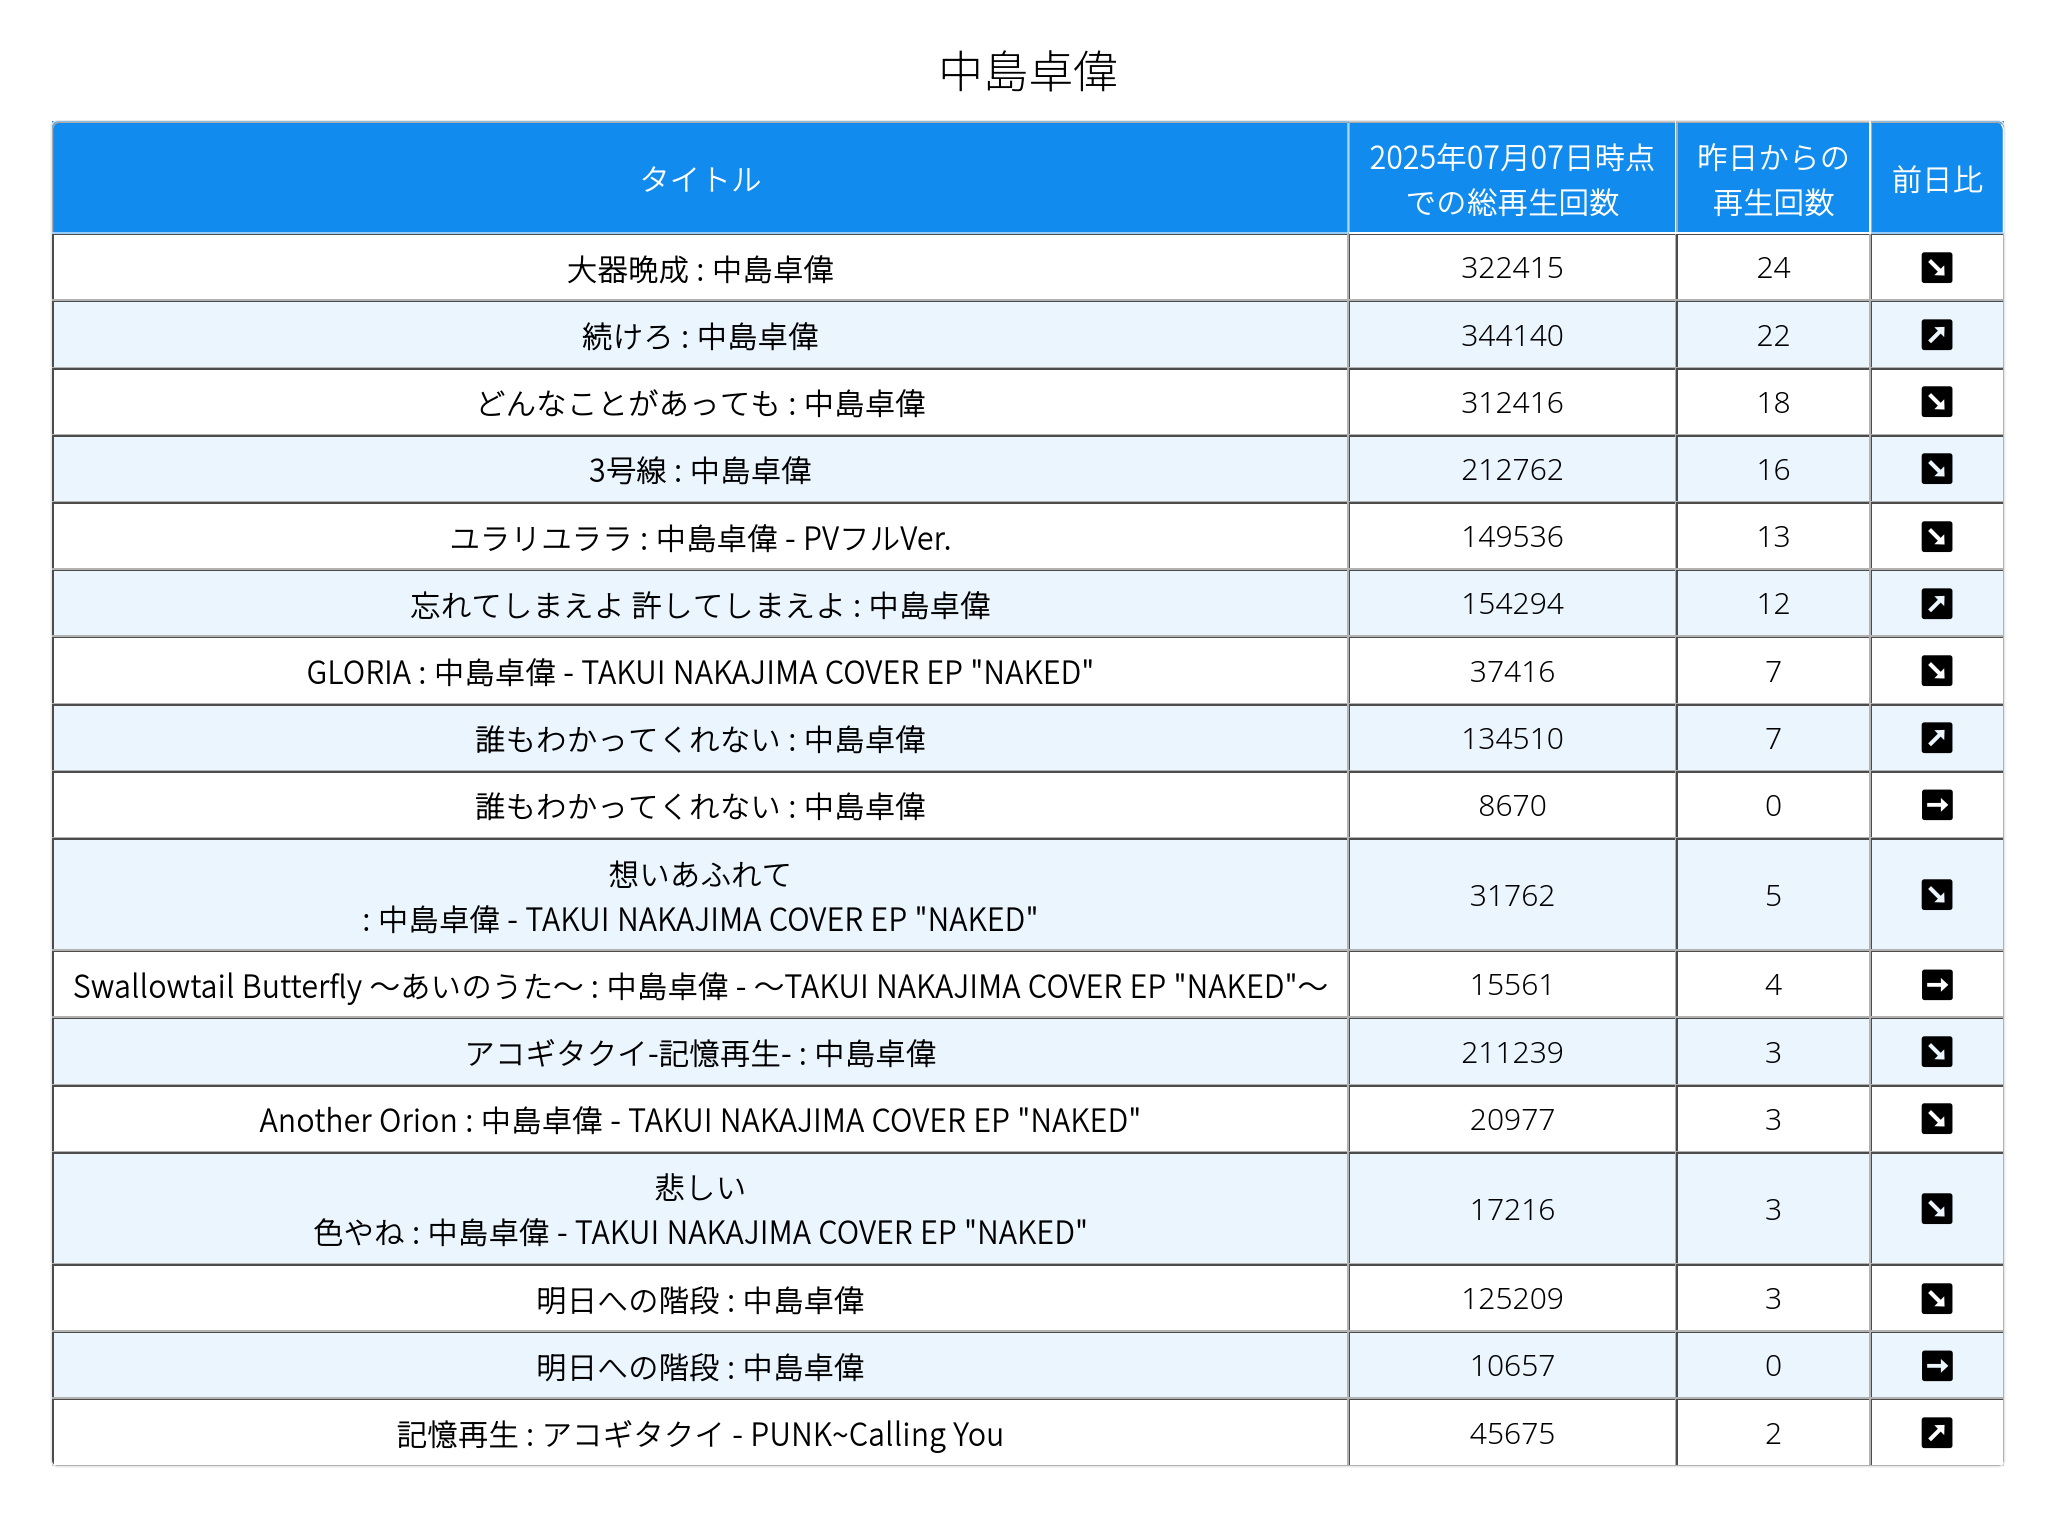 中島卓偉
タイトル 2025年07月07日時点での総再生回数 昨日からの再生回数 前日比
大器晩成 : 中島卓偉 322415 24 ↘
続けろ : 中島卓偉 344140 22 ↗
どんなことがあっても : 中島卓偉 312416 18 ↘
3号線 : 中島卓偉 212762 16 ↘
ユラリユララ : 中島卓偉 - PVフルVer. 149536 13 ↘
忘れてしまえよ 許してしまえよ : 中島卓偉 154294 12 ↗
GLORIA : 中島卓偉 - TAKUI NAKAJIMA COVER EP "NAKED" 37416 7 ↘
誰もわかってくれない : 中島卓偉 134510 7 ↗
誰もわかってくれない : 中島卓偉 8670 0 →
想いあふれて
: 中島卓偉 - TAKUI NAKAJIMA COVER EP "NAKED" 31762 5 ↘
Swallowtail Butterfly ～あいのうた～ : 中島卓偉 - ～TAKUI NAKAJIMA COVER EP "NAKED"～ 15561 4 →
アコギタクイ-記憶再生- : 中島卓偉 211239 3 ↘
Another Orion : 中島卓偉 - TAKUI NAKAJIMA COVER EP "NAKED" 20977 3 ↘
悲しい
色やね : 中島卓偉 - TAKUI NAKAJIMA COVER EP "NAKED" 17216 3 ↘
明日への階段 : 中島卓偉 125209 3 ↘
明日への階段 : 中島卓偉 10657 0 →
記憶再生 : アコギタクイ - PUNK~Calling You 45675 2 ↗